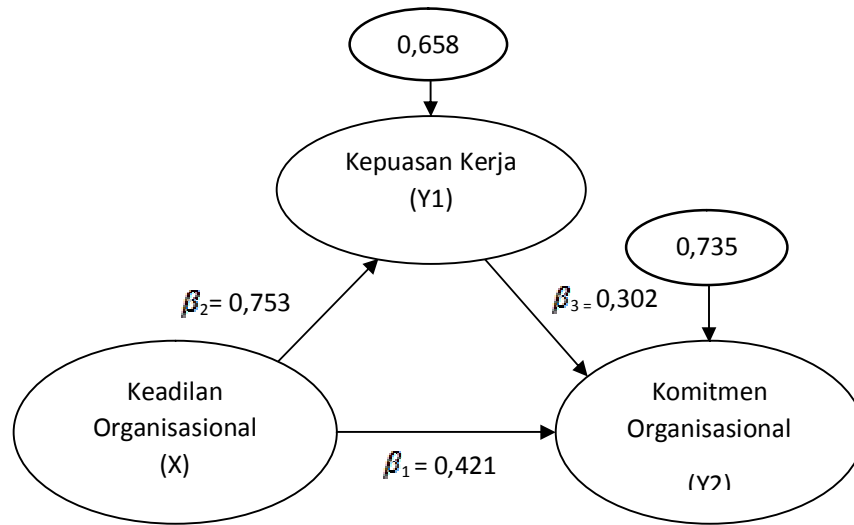 0,658
Kepuasan Kerja
(Y1)
0,735
β2= 0,753
β3 = 0,302
Keadilan
Organisasional
(X)
β1 = 0,421
Komitmen
Organisasional
(Y2)